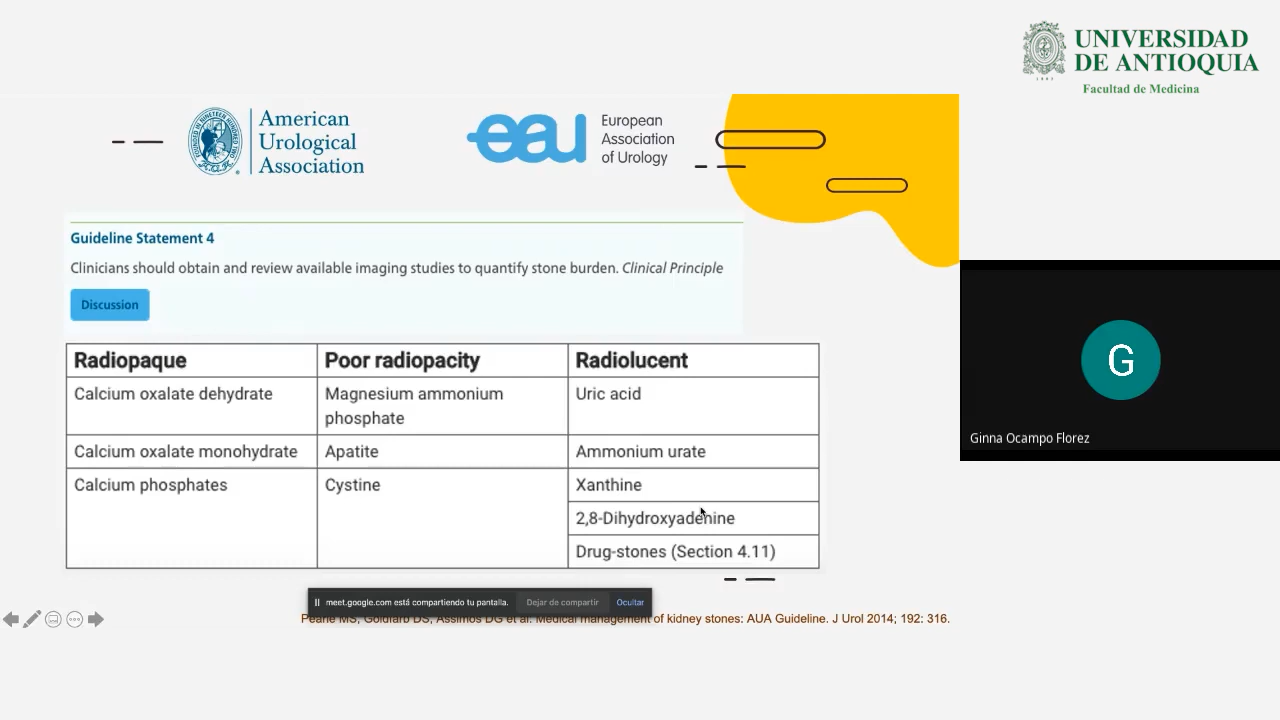 UNIVERSIDAD
DE ANTIOQUIA
Facultad de Medicina
American
Urological
Association
eau
European
Association
of Urology
Guideline Statement 4
Clinicians should obtain and review available imaging studies to quantify stone burden. Clinical Principle
Discussion
Radiopaque
Poor radiopacity
Radiolucent
Calcium oxalate dehydrate
Magnesium ammonium
phosphate
Uric acid
Calcium oxalate monohydrate
Apatite
Ammonium urate
Calcium phosphates
Cystine
Xanthine
2,8-Dihydroxyadenine
Drug-stones (Section 4.11)
G
Ginna Ocampo Florez
meet.google.com está compartiendo tu pantalla.
Dejar de compartir
Ocultar
Pearle MS, Goldfarb DS, Assimos DG et al: Medical management of kidney stones: AUA Guideline. J Urol 2014; 192: 316.